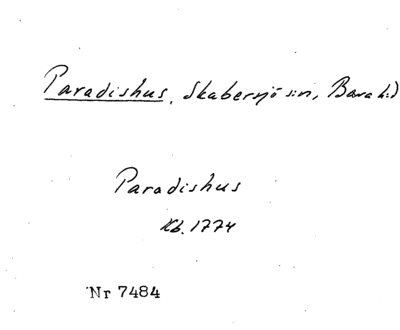 Paradishus, Skabersjö sn, Bara hd
Paradishus
Kb. 1774
Nr 7484